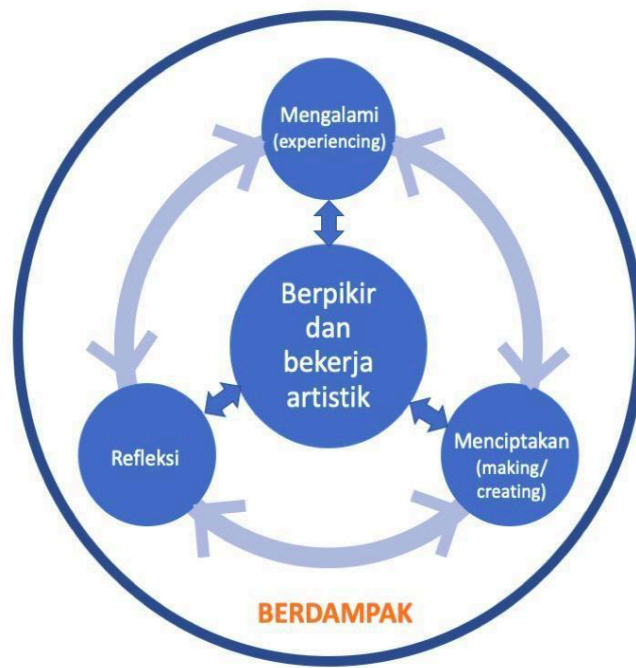 Mengalami
(experiencing)
Berpikir
dan
bekerja
artistik
Refleksi
Menciptakan
(making/
creating)
BERDAMPAK